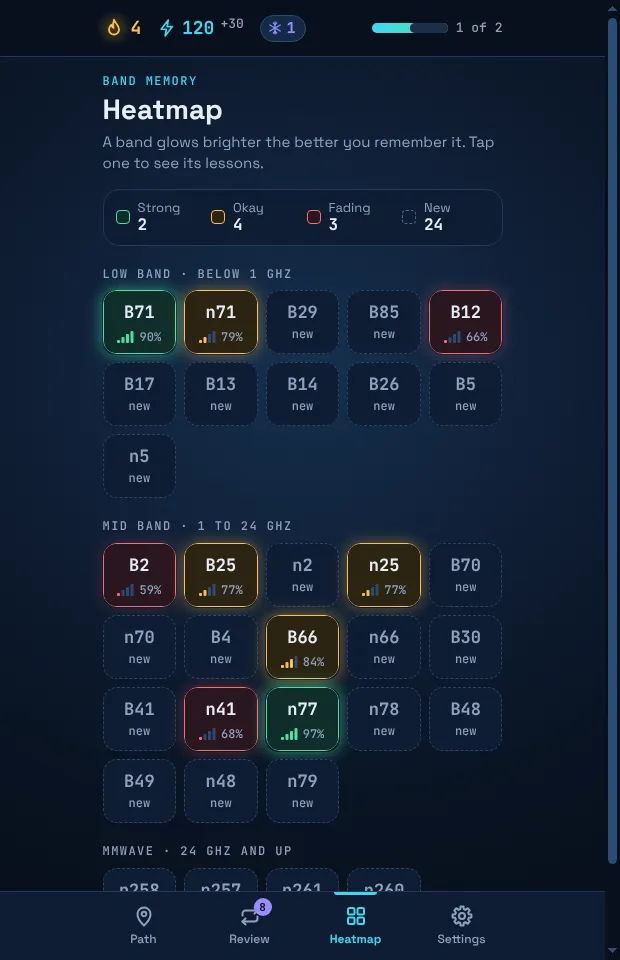 4 120 +30 1 1 of 2
BAND MEMORY
Heatmap
A band glows brighter the better you remember it. Tap
one to see its lessons.
Strong Okay Fading New
2 4 3 24
LOW BAND · BELOW 1 GHZ
B71 n71 B29 B85 B12
90% 79% new new 66%
B17 B13 B14 B26 B5
new new new new new
n5
new
MID BAND · 1 TO 24 GHZ
B2 B25 n2 n25 B70
59% 77% new 77% new
n70 B4 B66 n66 B30
new new 84% new new
B41 n41 n77 n78 B48
new 68% 97% new new
B49 n48 n79
new new new
MMWAVE · 24 GHZ AND UP
n258 n257 n261 n260
8
Path Review Heatmap Settings